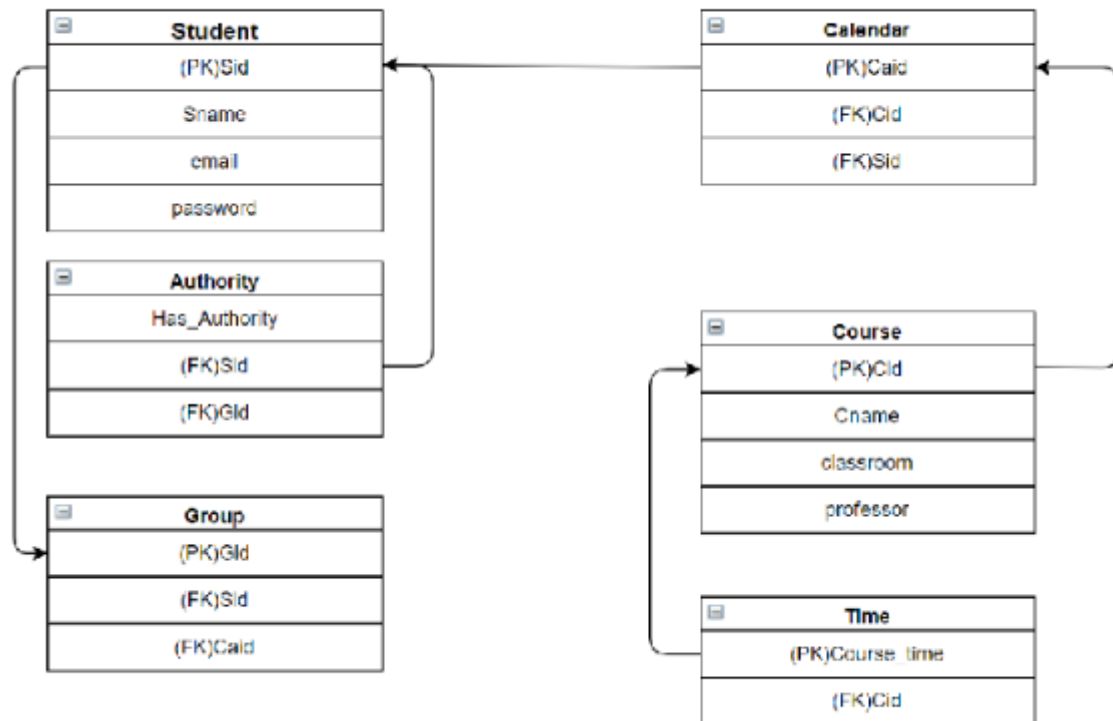 Student
(PK)Sid
Sname
email
password
Authority
Has_Authority
(FK)Sid
(FK)Gid
Group
(PK)Gid
(FK)Sid
(FK)Caid
Calendar
(PK)Caid
(FK)Cid
(FK)Sid
Course
(PK)Cid
Cname
classroom
professor
Time
(PK)Course_time
(FK)Cid